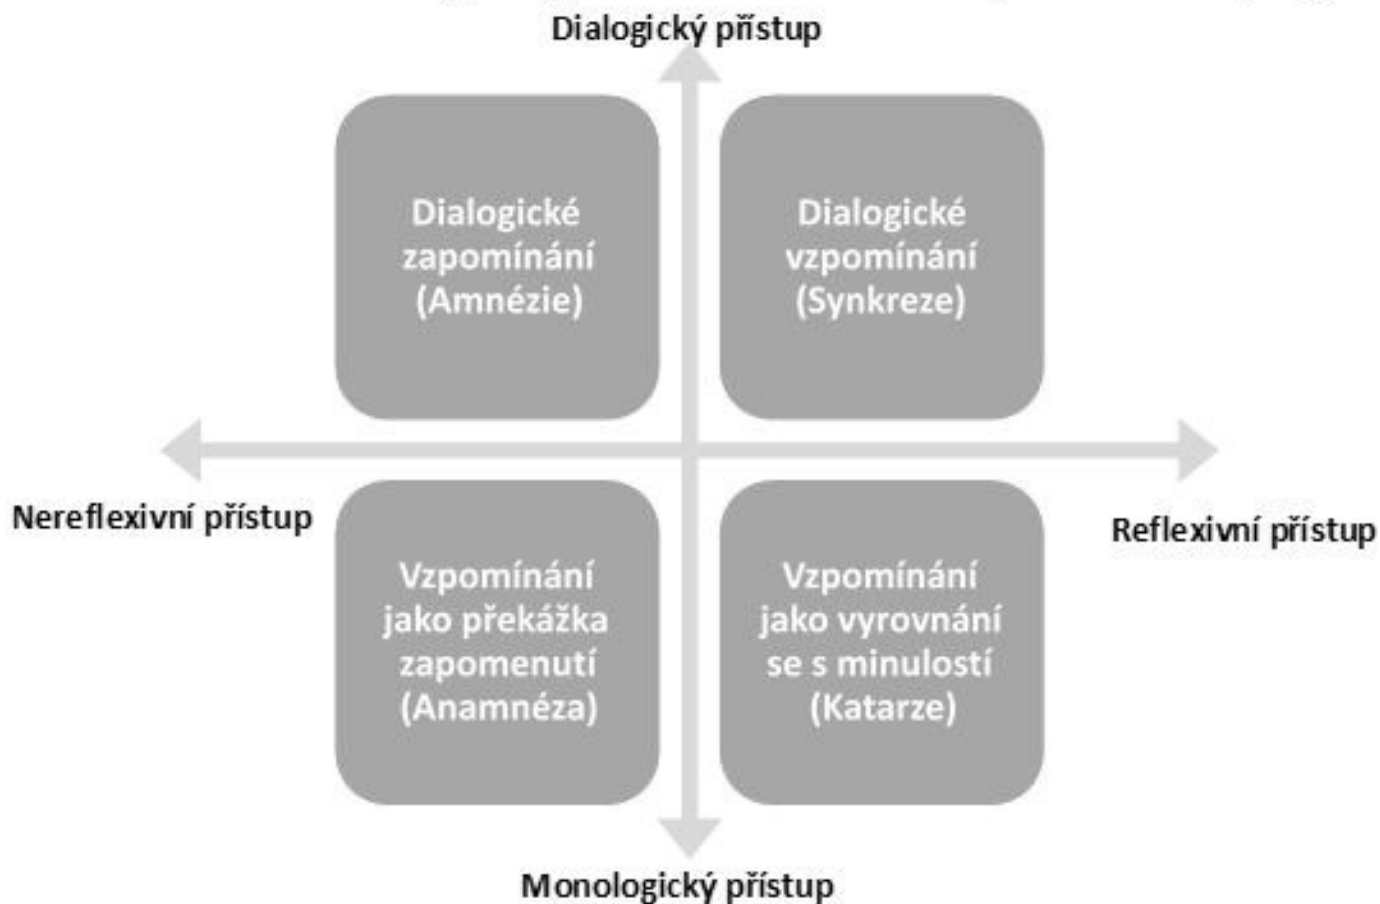 Dialogický přístup
Dialogické
zapomínání
(Amnézie)
Dialogické
vzpomínání
(Synkreze)
Nereflexivní přístup
Reflexivní přístup
Vzpomínání
jako překážka
zapomenutí
(Anamnéza)
Vzpomínání
jako vyrovnání
se s minulostí
(Katarze)
Monologický přístup